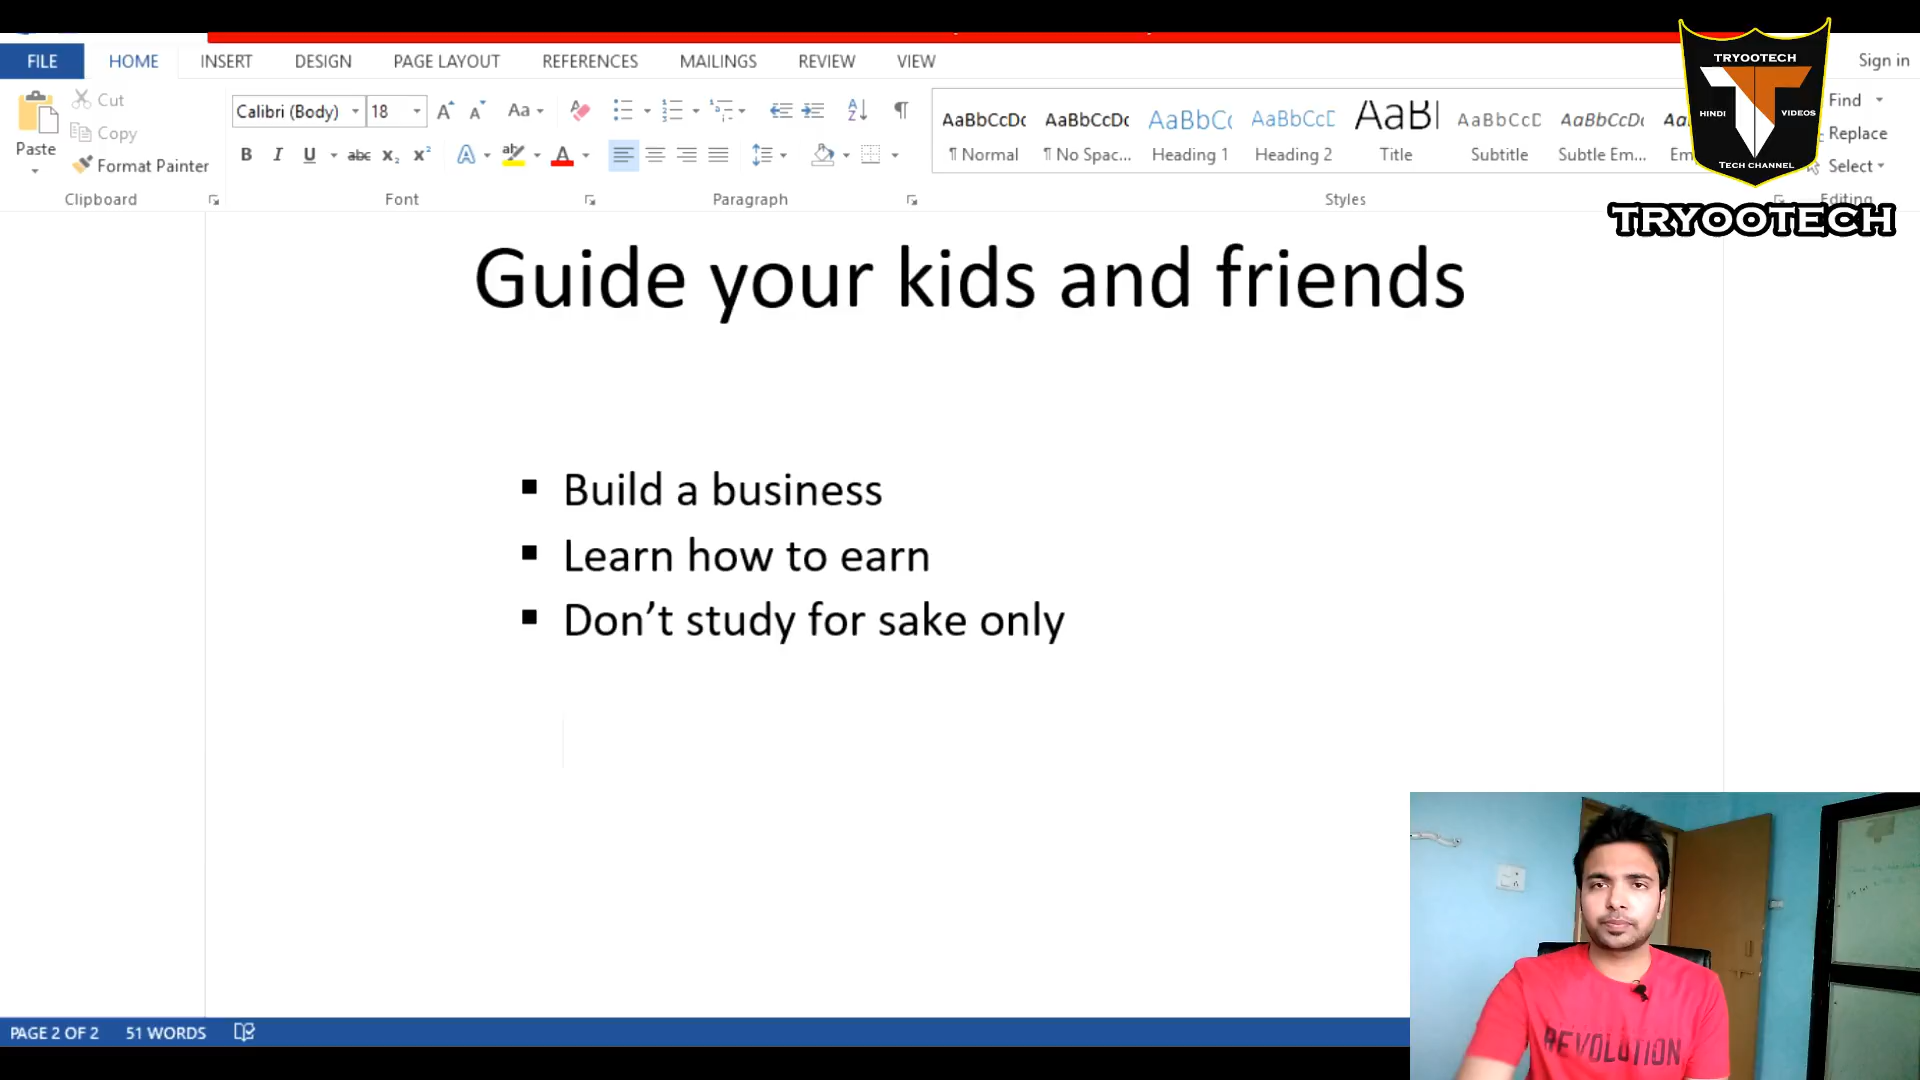 FILE HOME INSERT DESIGN PAGE LAYOUT REFERENCES MAILINGS REVIEW VIEW Sign in
TRYOOTECH
HINDI VIDEOS
TECH CHANNEL
TRYOOTECH
Paste
Cut
Copy
Format Painter
Clipboard
Calibri (Body) 18
Font
Paragraph
AaBbCcDc AaBbCcDc AaBbCc AaBbCcD AaBl AaBbCcD AaBbCcDc
¶ Normal ¶ No Spac... Heading 1 Heading 2 Title Subtitle Subtle Em...
Styles
Find
Replace
Select
Editing
Guide your kids and friends
▪ Build a business
▪ Learn how to earn
▪ Don’t study for sake only
REVOLUTION
PAGE 2 OF 2 51 WORDS